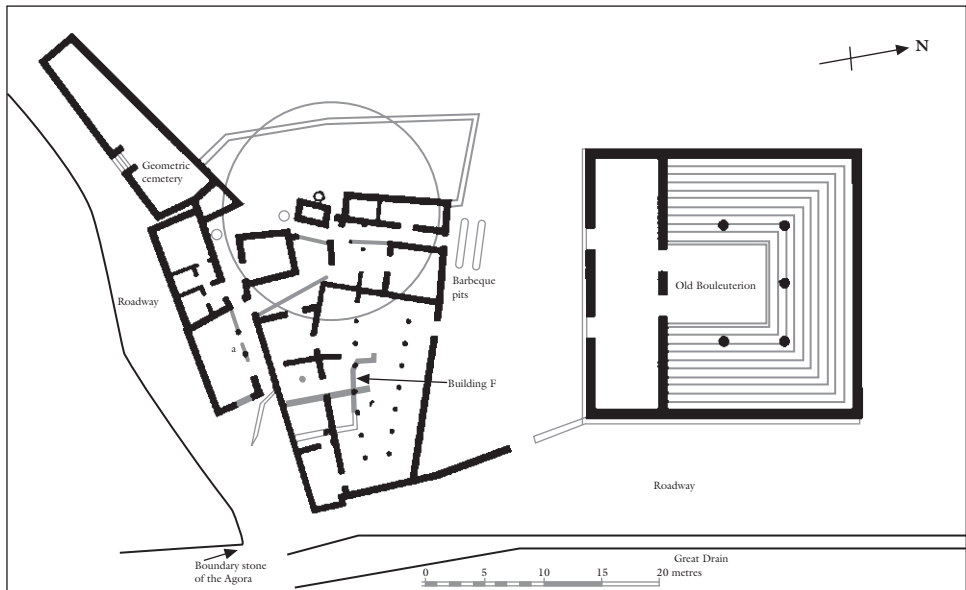 N
Geometric
cemetery
Roadway
a
Barbeque
pits
Old Bouleuterion
Building F
Roadway
Boundary stone
of the Agora
Great Drain
0 5 10 15 20 metres